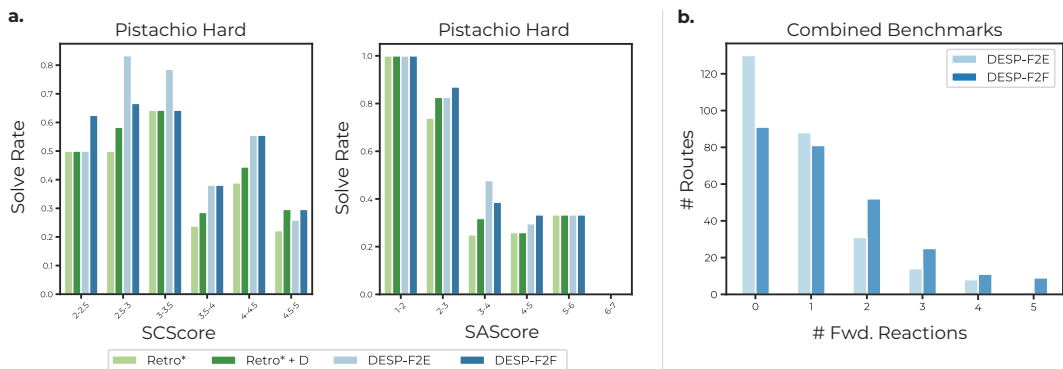 a.
Pistachio Hard
Solve Rate
0.8
0.7
0.6
0.5
0.4
0.3
0.2
0.1
0.0
2-2.5
2.5-3
3-3.5
3.5-4
4-4.5
4.5-5
SCScore
Pistachio Hard
Solve Rate
1.0
0.8
0.6
0.4
0.2
0.0
1-2
2-3
3-4
4-5
5-6
6-7
SAScore
Retro*
Retro* + D
DESP-F2E
DESP-F2F
b.
Combined Benchmarks
DESP-F2E
DESP-F2F
# Routes
120
100
80
60
40
20
0
0
1
2
3
4
5
# Fwd. Reactions